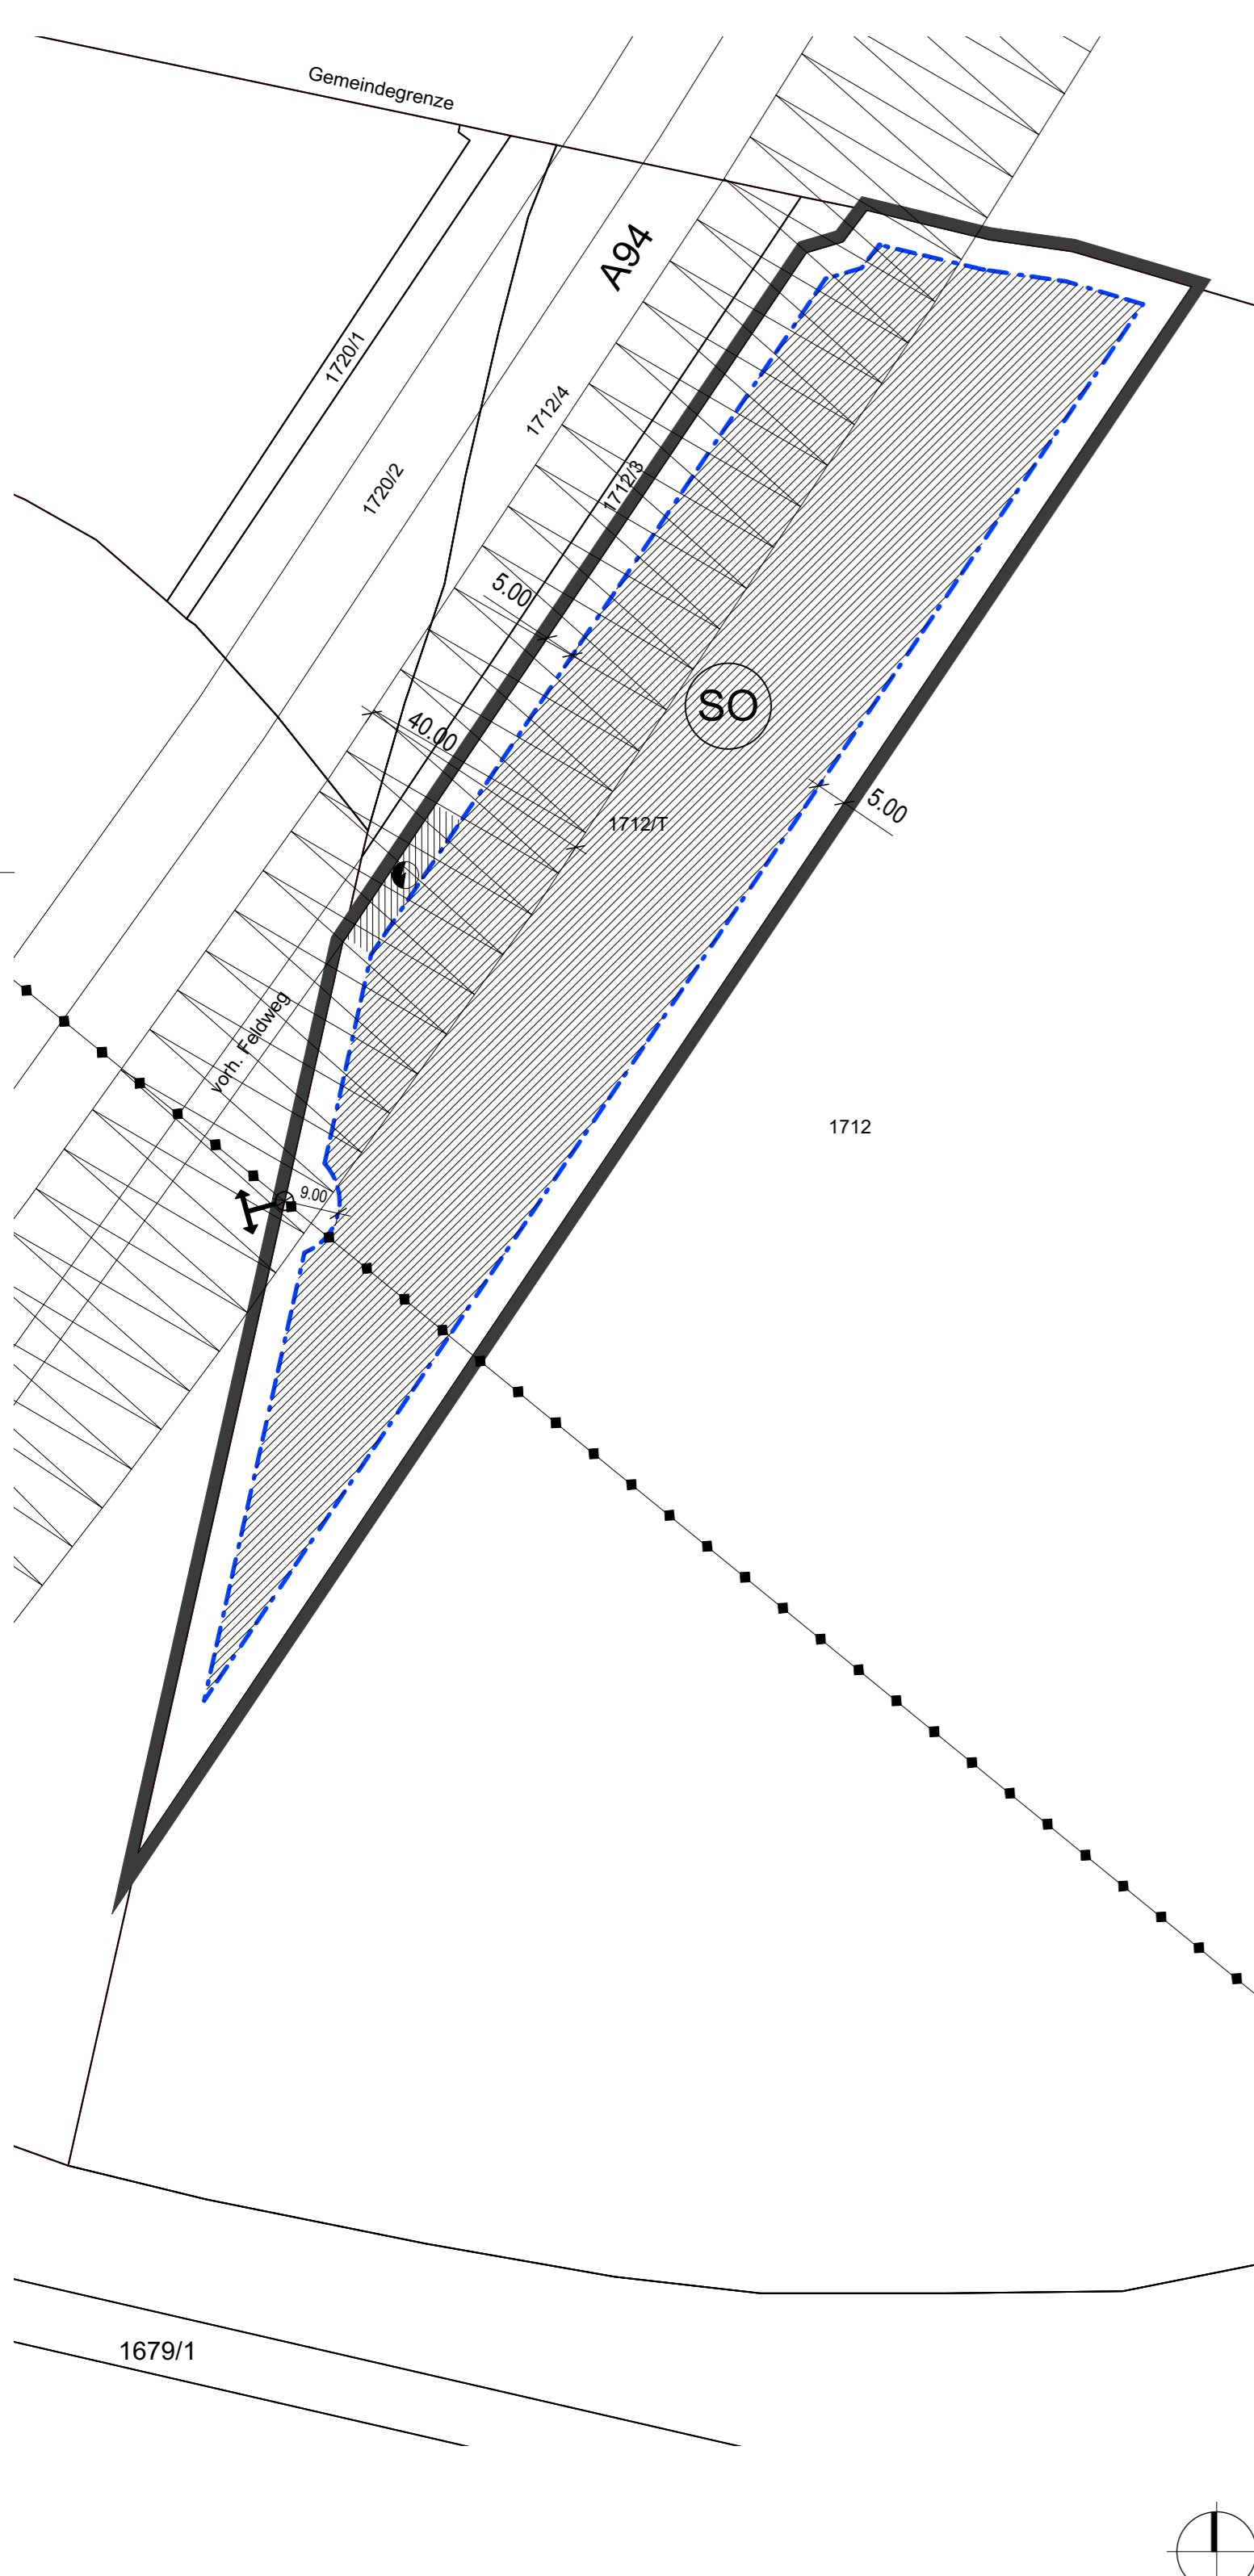 Gemeindegrenze
A94
1720/1
1712/4
1720/2
1712/3
5.00
SO
40.00
5.00
1712/T
vorh. Feldweg
1712
9.00
1679/1